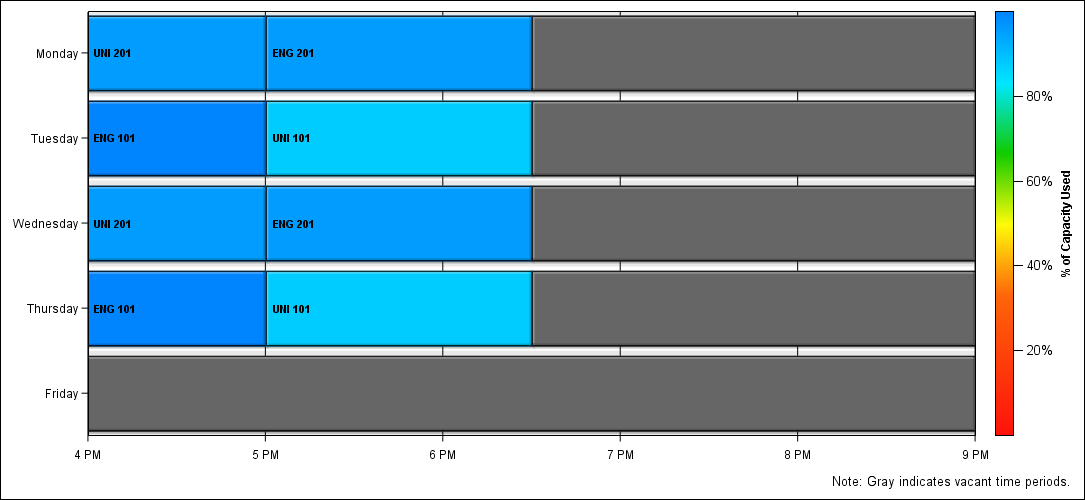 Monday
UNI 201
ENG 201
Tuesday
ENG 101
UNI 101
Wednesday
UNI 201
ENG 201
Thursday
ENG 101
UNI 101
Friday
4 PM
5 PM
6 PM
7 PM
8 PM
9 PM
80%
60%
40%
20%
% of Capacity Used
Note: Gray indicates vacant time periods.